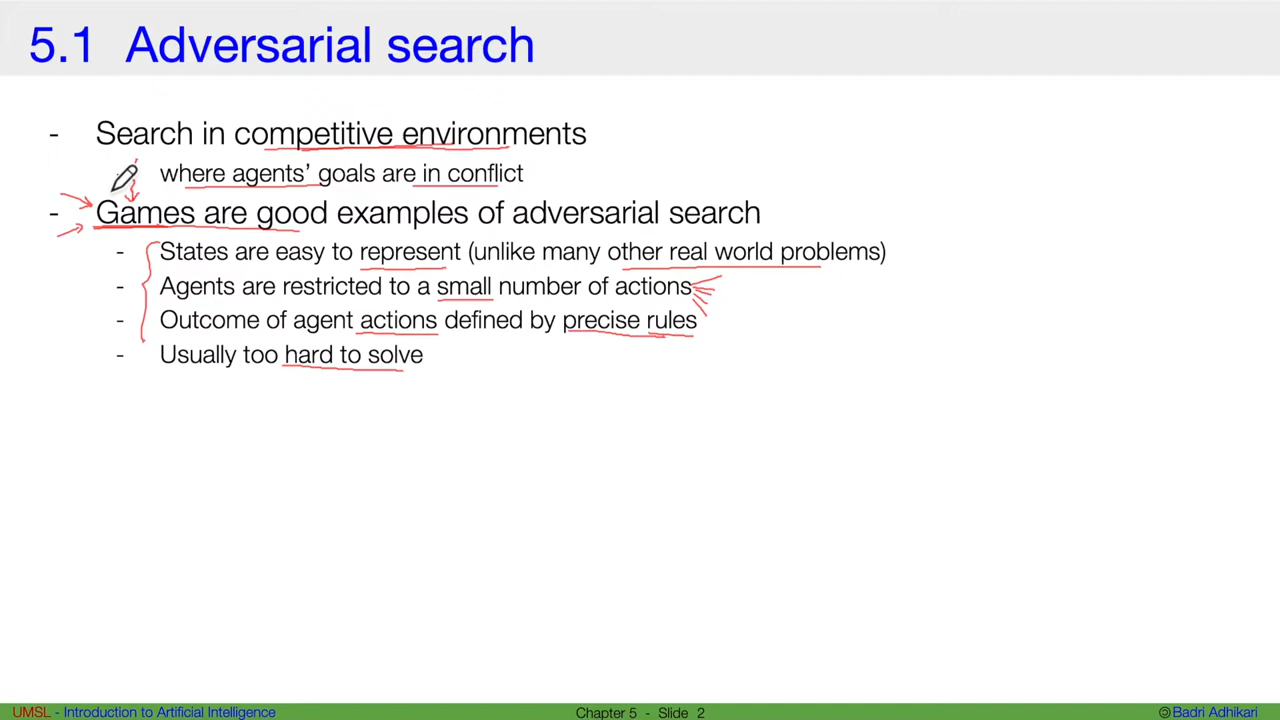 5.1 Adversarial search
- Search in competitive environments
where agents' goals are in conflict
- Games are good examples of adversarial search
- States are easy to represent (unlike many other real world problems)
- Agents are restricted to a small number of actions
- Outcome of agent actions defined by precise rules
- Usually too hard to solve
UMSL - Introduction to Artificial Intelligence
Chapter 5 - Slide 2
© Badri Adhikari